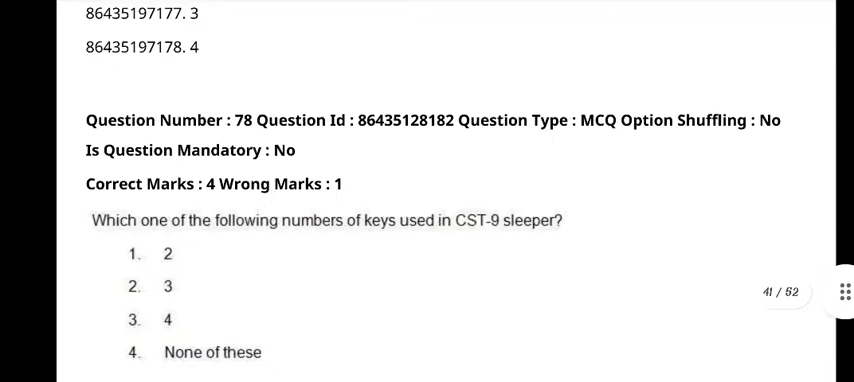 86435197177. 3
86435197178. 4
Question Number : 78 Question Id : 86435128182 Question Type : MCQ Option Shuffling : No
Is Question Mandatory : No
Correct Marks : 4 Wrong Marks : 1
Which one of the following numbers of keys used in CST-9 sleeper?
1. 2
2. 3
41 / 52
3. 4
4. None of these